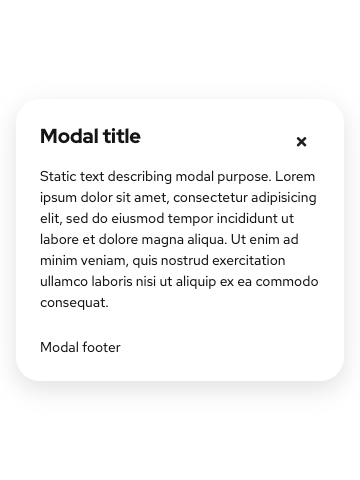 Modal title
Static text describing modal purpose. Lorem
ipsum dolor sit amet, consectetur adipisicing
elit, sed do eiusmod tempor incididunt ut
labore et dolore magna aliqua. Ut enim ad
minim veniam, quis nostrud exercitation
ullamco laboris nisi ut aliquip ex ea commodo
consequat.
Modal footer